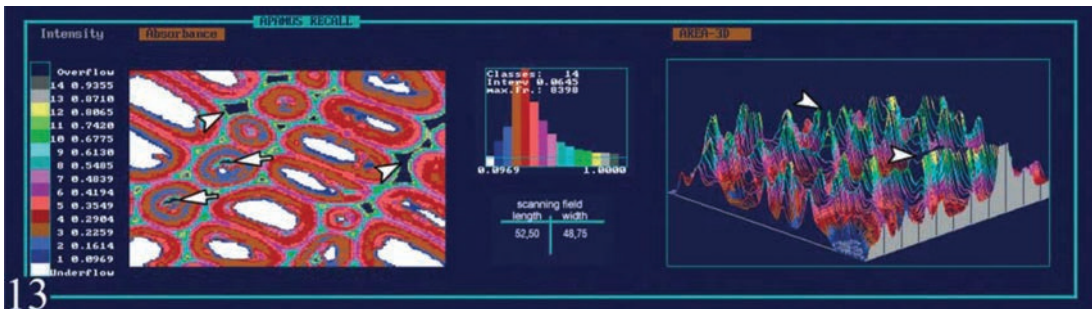 APAMUS RECALL
Intensity
Absorbance
AREA-3D
Overflow
14 0.9355
13 0.8710
12 0.8065
11 0.7420
10 0.6775
9 0.6130
8 0.5485
7 0.4839
6 0.4194
5 0.3549
4 0.2904
3 0.2259
2 0.1614
1 0.0969
Underflow
Classes: 14
Interv 0.0645
max.fr.: 8398
0.0969 1.0000
scanning field
length width
52,50 48,75
13